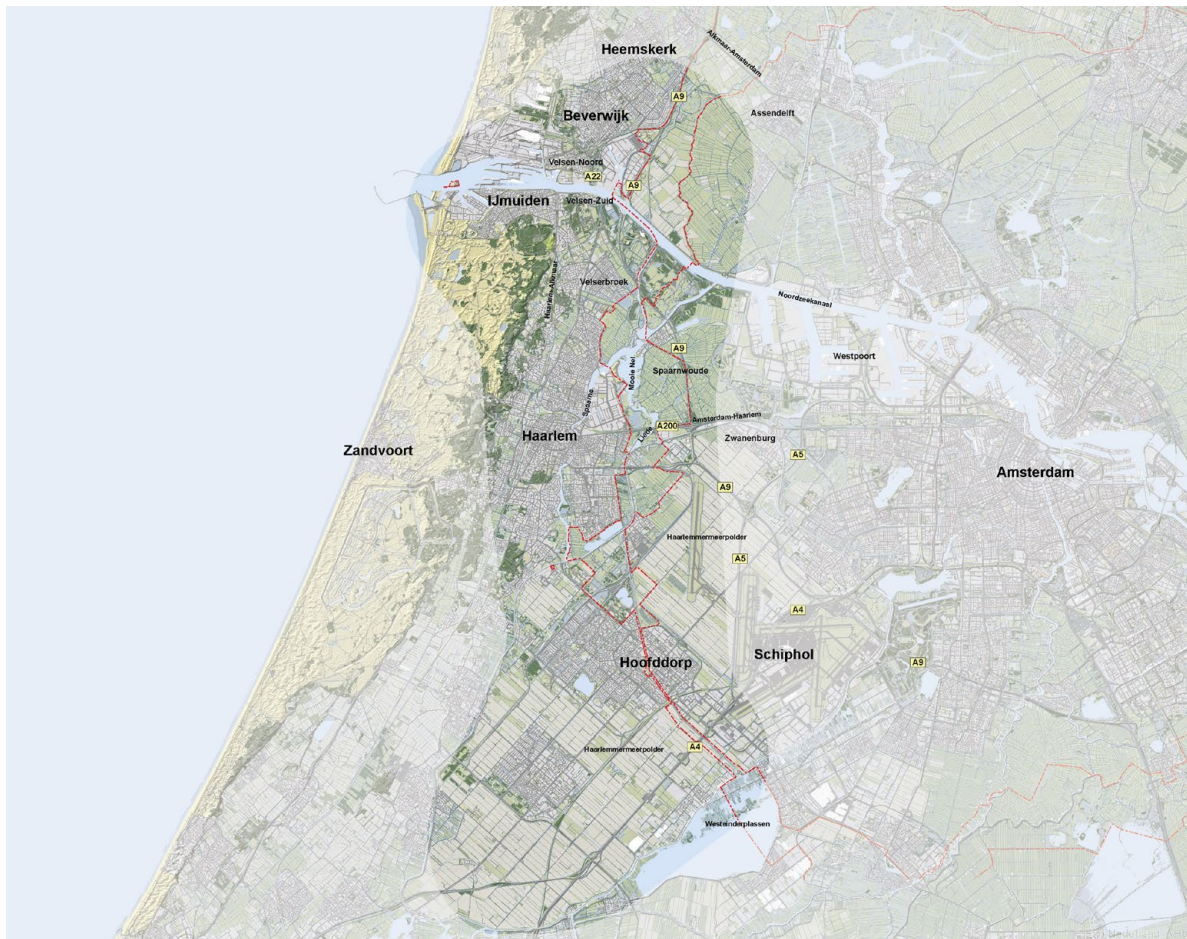 Heemskerk
Alkmaar-Amsterdam
A9
Assendelft
Beverwijk
Velsen-Noord
A22
A9
IJmuiden
Velsen-Zuid
Haarlem-Alkmaar
Velserbroek
Noordzeekanaal
A9
Westpoort
Mooie Nel
Spaarnwoude
Spaarne
Amsterdam-Haarlem
A200
Liede
Haarlem
Zwanenburg
Zandvoort
A5
Amsterdam
A9
Haarlemmermeerpolder
A5
A4
Schiphol
Hoofddorp
A9
Haarlemmermeerpolder
A4
Westeinderplassen